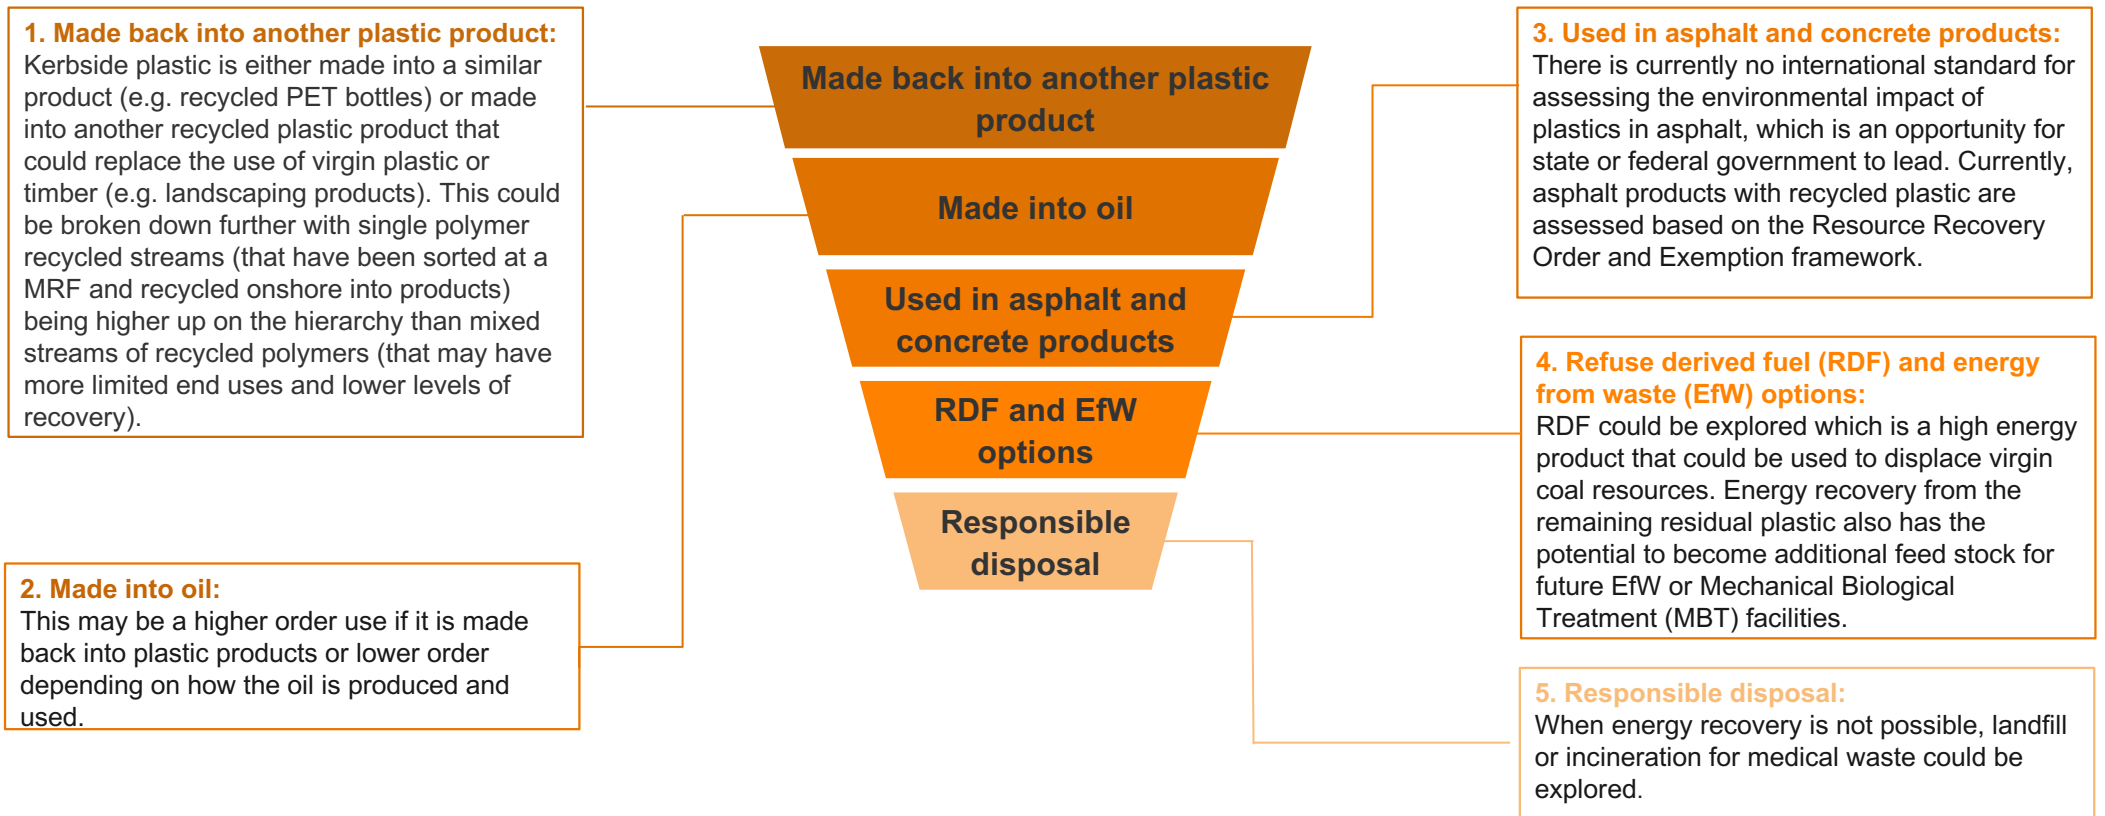 1. Made back into another plastic product:
Kerbside plastic is either made into a similar
product (e.g. recycled PET bottles) or made
into another recycled plastic product that
could replace the use of virgin plastic or
timber (e.g. landscaping products). This could
be broken down further with single polymer
recycled streams (that have been sorted at a
MRF and recycled onshore into products)
being higher up on the hierarchy than mixed
streams of recycled polymers (that may have
more limited end uses and lower levels of
recovery).
2. Made into oil:
This may be a higher order use if it is made
back into plastic products or lower order
depending on how the oil is produced and
used.
Made back into another plastic
product
Made into oil
Used in asphalt and
concrete products
RDF and EfW
options
Responsible
disposal
3. Used in asphalt and concrete products:
There is currently no international standard for
assessing the environmental impact of
plastics in asphalt, which is an opportunity for
state or federal government to lead. Currently,
asphalt products with recycled plastic are
assessed based on the Resource Recovery
Order and Exemption framework.
4. Refuse derived fuel (RDF) and energy
from waste (EfW) options:
RDF could be explored which is a high energy
product that could be used to displace virgin
coal resources. Energy recovery from the
remaining residual plastic also has the
potential to become additional feed stock for
future EfW or Mechanical Biological
Treatment (MBT) facilities.
5. Responsible disposal:
When energy recovery is not possible, landfill
or incineration for medical waste could be
explored.